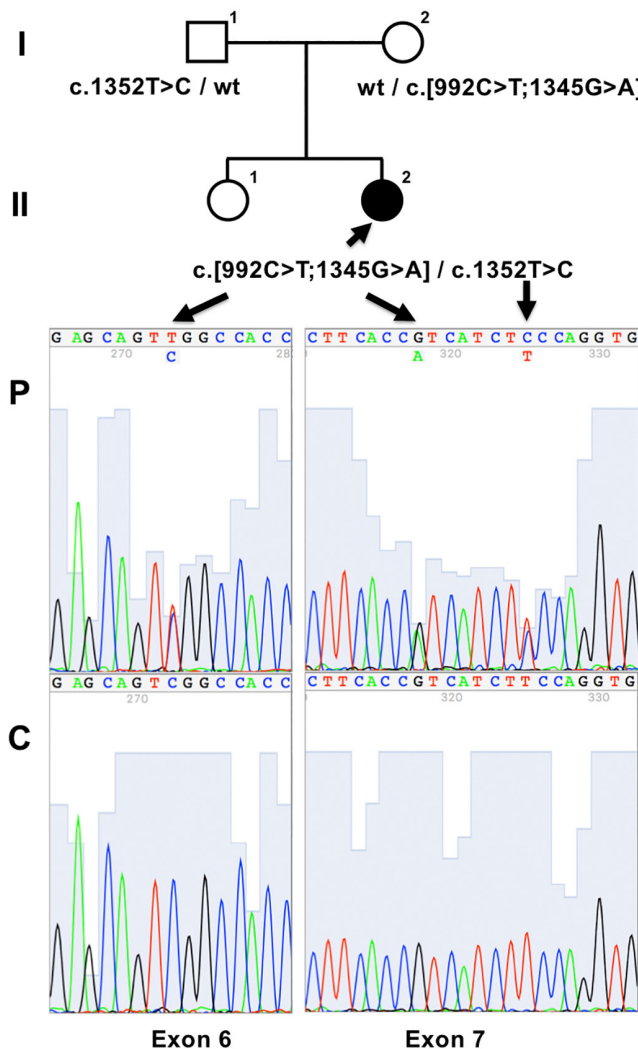 I
1
2
c.1352T>C / wt
wt / c.[992C>T;1345G>A]
II
1
2
c.[992C>T;1345G>A] / c.1352T>C
P
G A G C A G T T G G C C A C C
270 28
C
C T T C A C C G T C A T C T C C C A G G T G
320 330
A T
C
G A G C A G T C G G C C A C C
270
C T T C A C C G T C A T C T T C C A G G T G
320 330
Exon 6 Exon 7